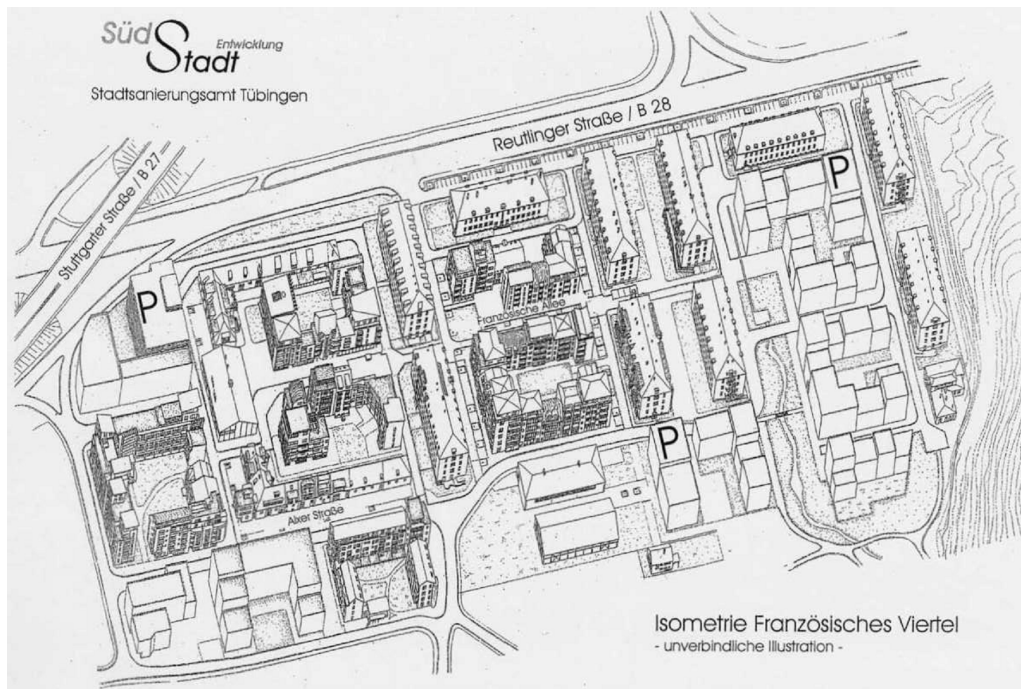 Süd
Entwicklung
Stadt
Stadtsanierungsamt Tübingen
Reutlinger Straße / B 28
Stuttgarter Straße / B 27
P
P
Französische Allee
P
Aixer Straße
Isometrie Französisches Viertel
- unverbindliche Illustration -